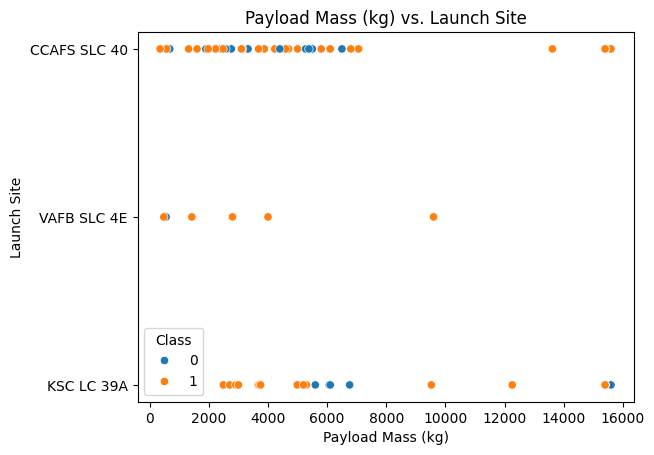 Payload Mass (kg) vs. Launch Site
CCAFS SLC 40
VAFB SLC 4E
KSC LC 39A
Launch Site
Class
0
1
0 2000 4000 6000 8000 10000 12000 14000 16000
Payload Mass (kg)